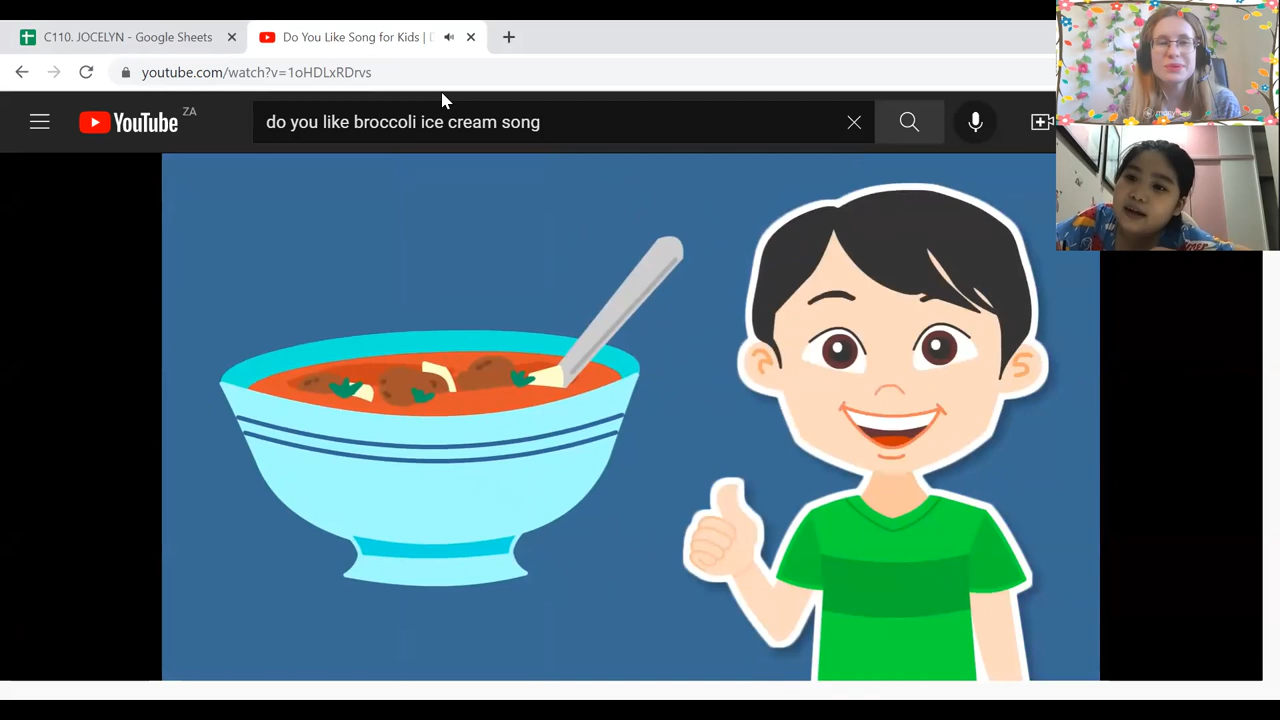 C110. JOCELYN - Google Sheets
Do You Like Song for Kids |
youtube.com/watch?v=1oHDLxRDrvs
YouTube ZA
do you like broccoli ice cream song